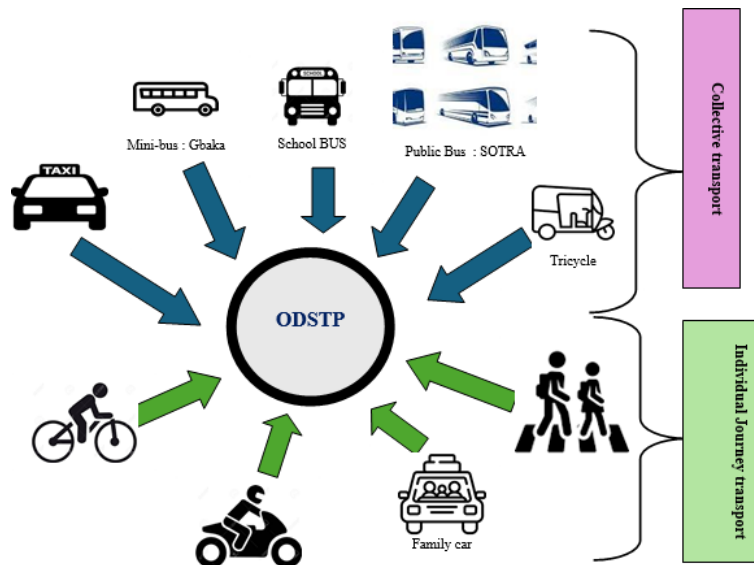 SCHOOL
Mini-bus : Gbaka
School BUS
Public Bus : SOTRA
TAXI
Tricycle
ODSTP
Family car
Collective transport
Individual Journey transport